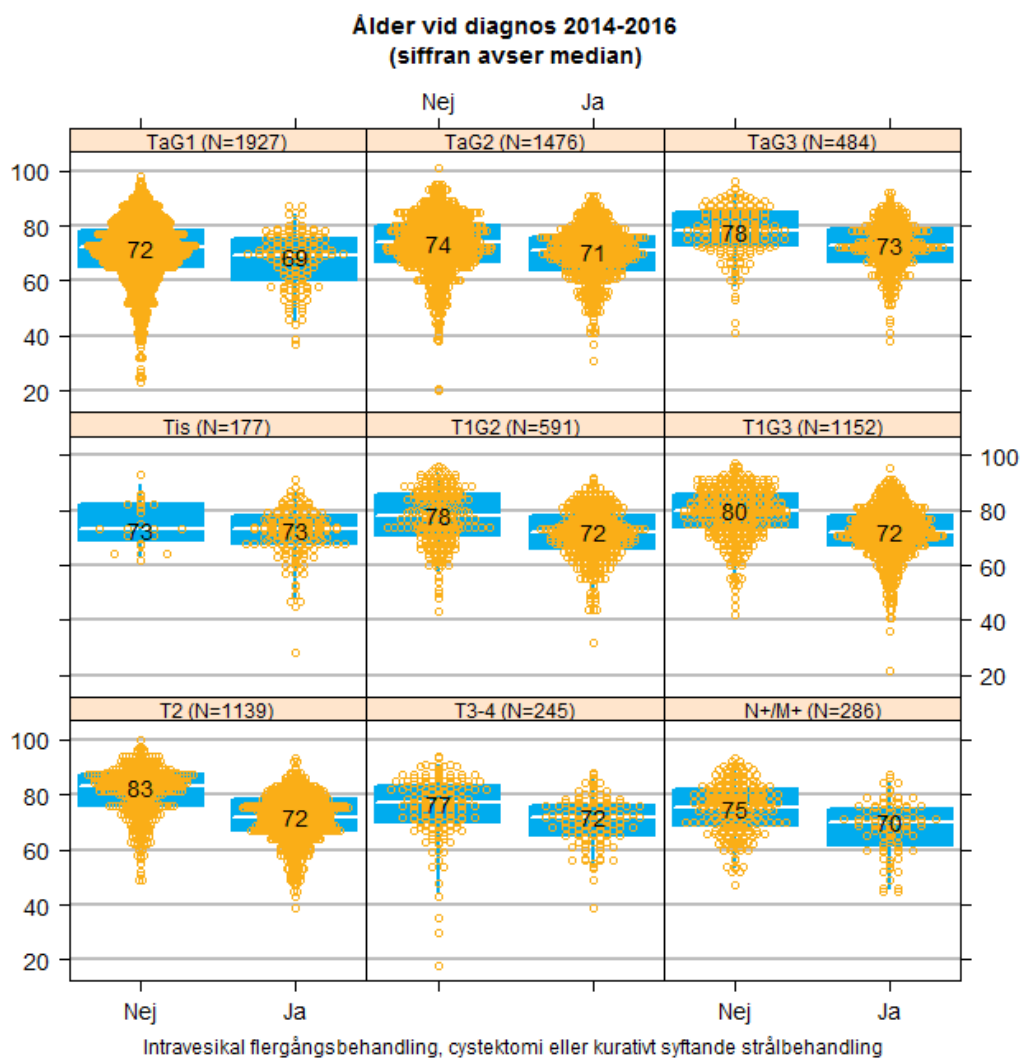 Ålder vid diagnos 2014-2016
(siffran avser median)
Nej Ja
TaG1 (N=1927) TaG2 (N=1476) TaG3 (N=484)
100
80
60
40
20
72 69 74 71 78 73
Tis (N=177) T1G2 (N=591) T1G3 (N=1152)
100
80
60
40
20
73 73 78 72 80 72
T2 (N=1139) T3-4 (N=245) N+/M+ (N=286)
100
80
60
40
20
83 72 77 72 75 70
Nej Ja Nej Ja
Intravesikal flergångsbehandling, cystektomi eller kurativt syftande strålbehandling